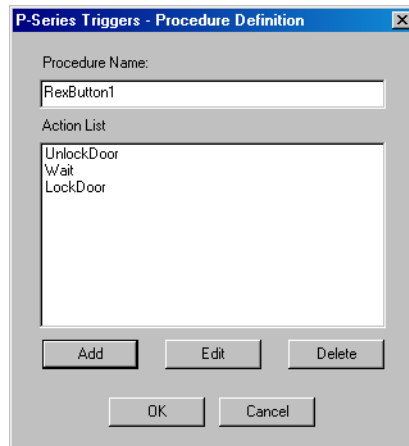 P-Series Triggers - Procedure Definition
Procedure Name:
RexButton1
Action List
UnlockDoor
Wait
LockDoor
Add Edit Delete
OK Cancel